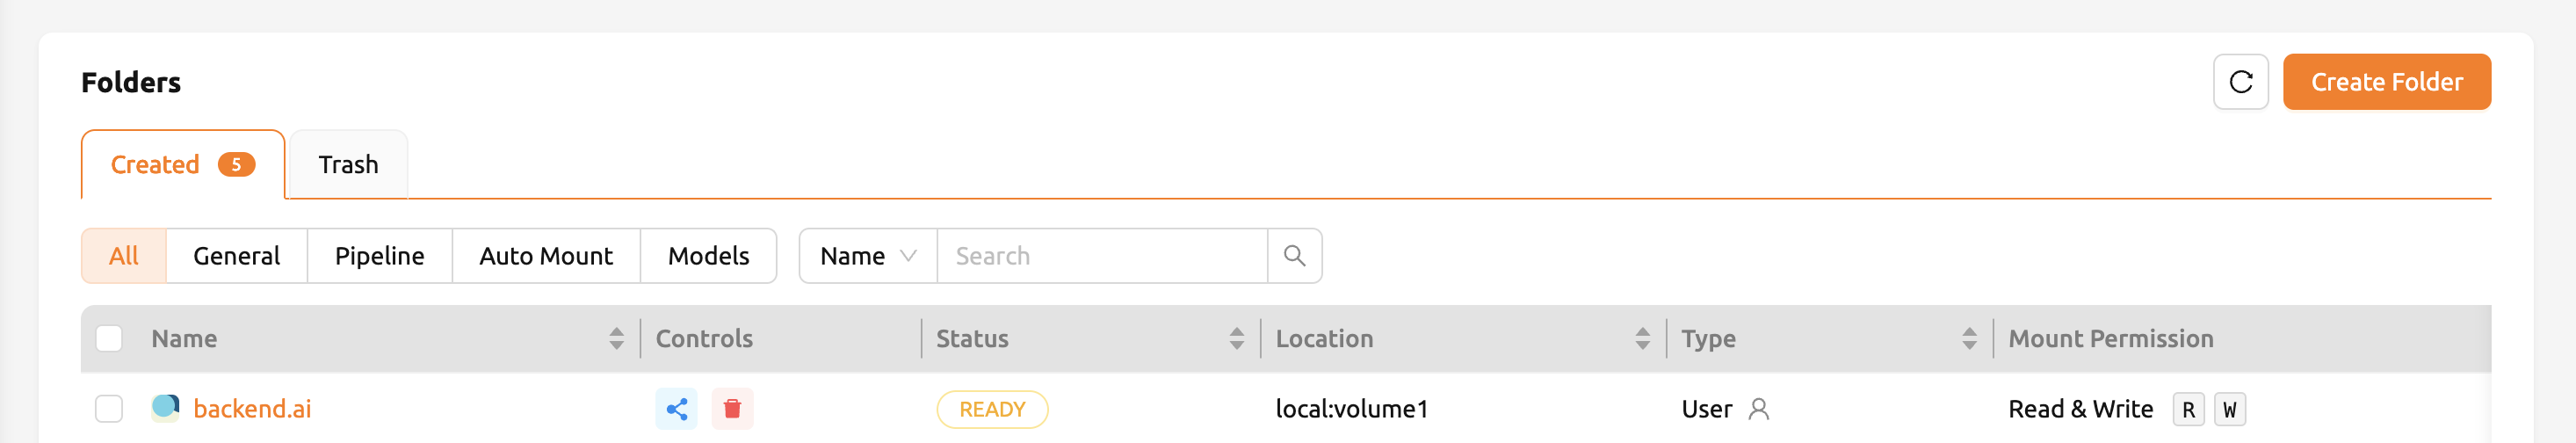 Folders
Create Folder
Created 5 Trash
All General Pipeline Auto Mount Models Name Search
Name Controls Status Location Type Mount Permission
backend.ai READY local:volume1 User Read & Write R W